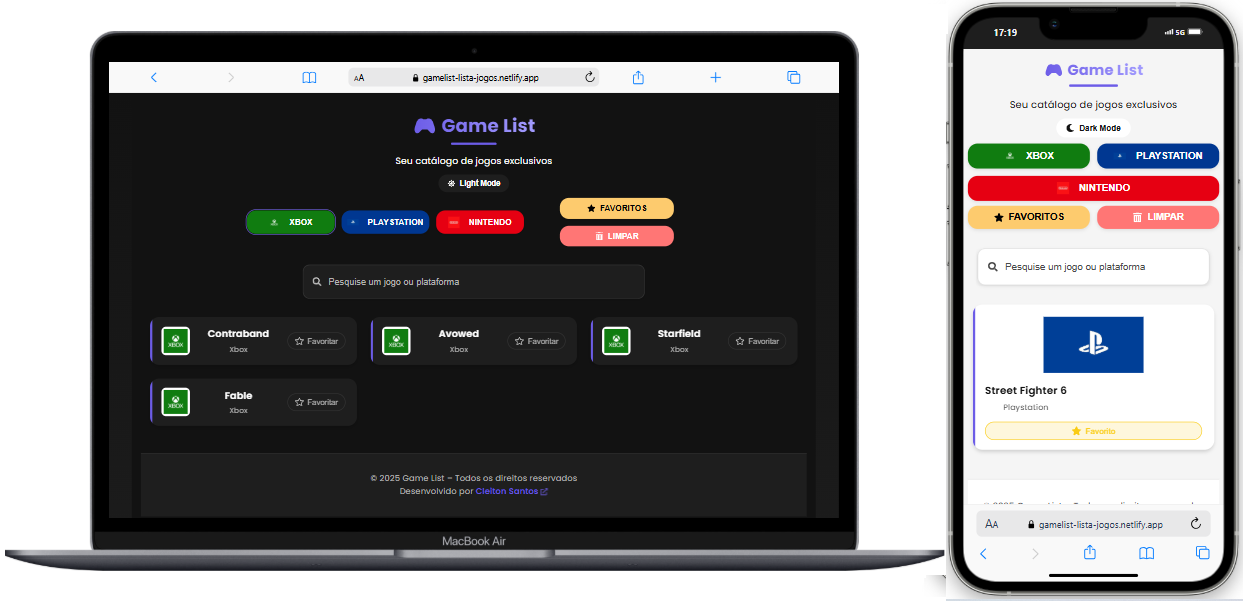 gamelist-lista-jogos.netlify.app
AA
Game List
Seu catálogo de jogos exclusivos
Light Mode
XBOX
PLAYSTATION
NINTENDO
FAVORITOS
LIMPAR
Pesquise um jogo ou plataforma
Contraband
Xbox
Favoritar
Avowed
Xbox
Favoritar
Starfield
Xbox
Favoritar
Fable
Xbox
Favoritar
XBOX
XBOX
XBOX
XBOX
© 2025 Game List – Todos os direitos reservados
Desenvolvido por Cleiton Santos
MacBook Air
17:19
5G
Game List
Seu catálogo de jogos exclusivos
Dark Mode
XBOX
PLAYSTATION
NINTENDO
FAVORITOS
LIMPAR
Pesquise um jogo ou plataforma
Street Fighter 6
Playstation
Favorito
AA
gamelist-lista-jogos.netlify.app